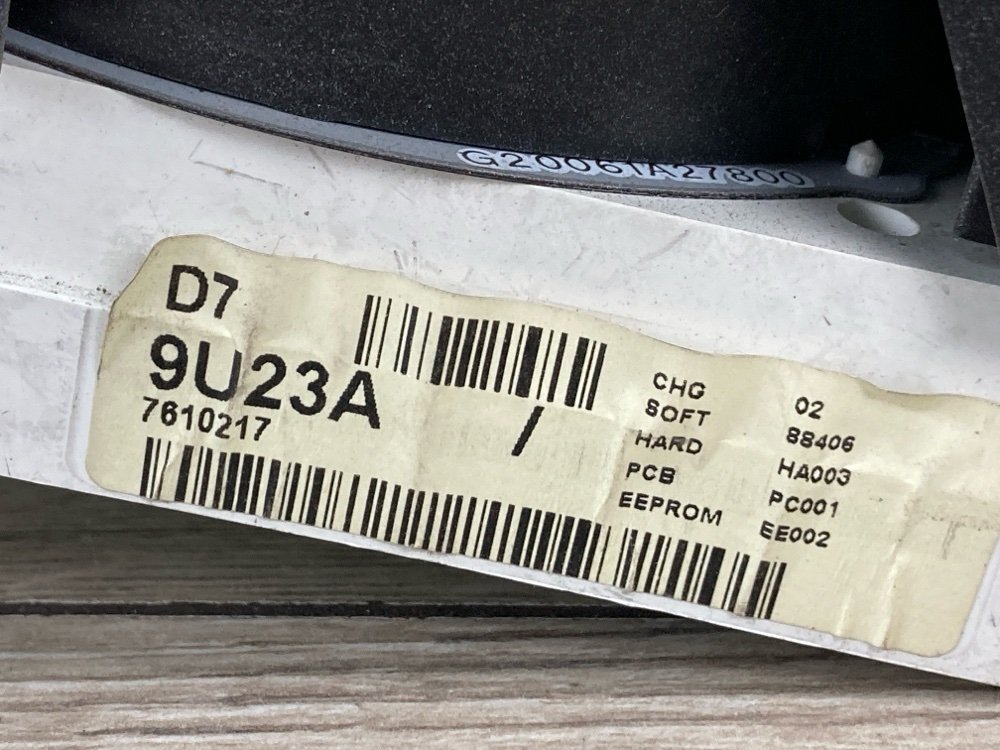 G20061A27800
D7
9U23A /
7610217
CHG 02
SOFT 88406
HARD HA003
PCB PC001
EEPROM EE002